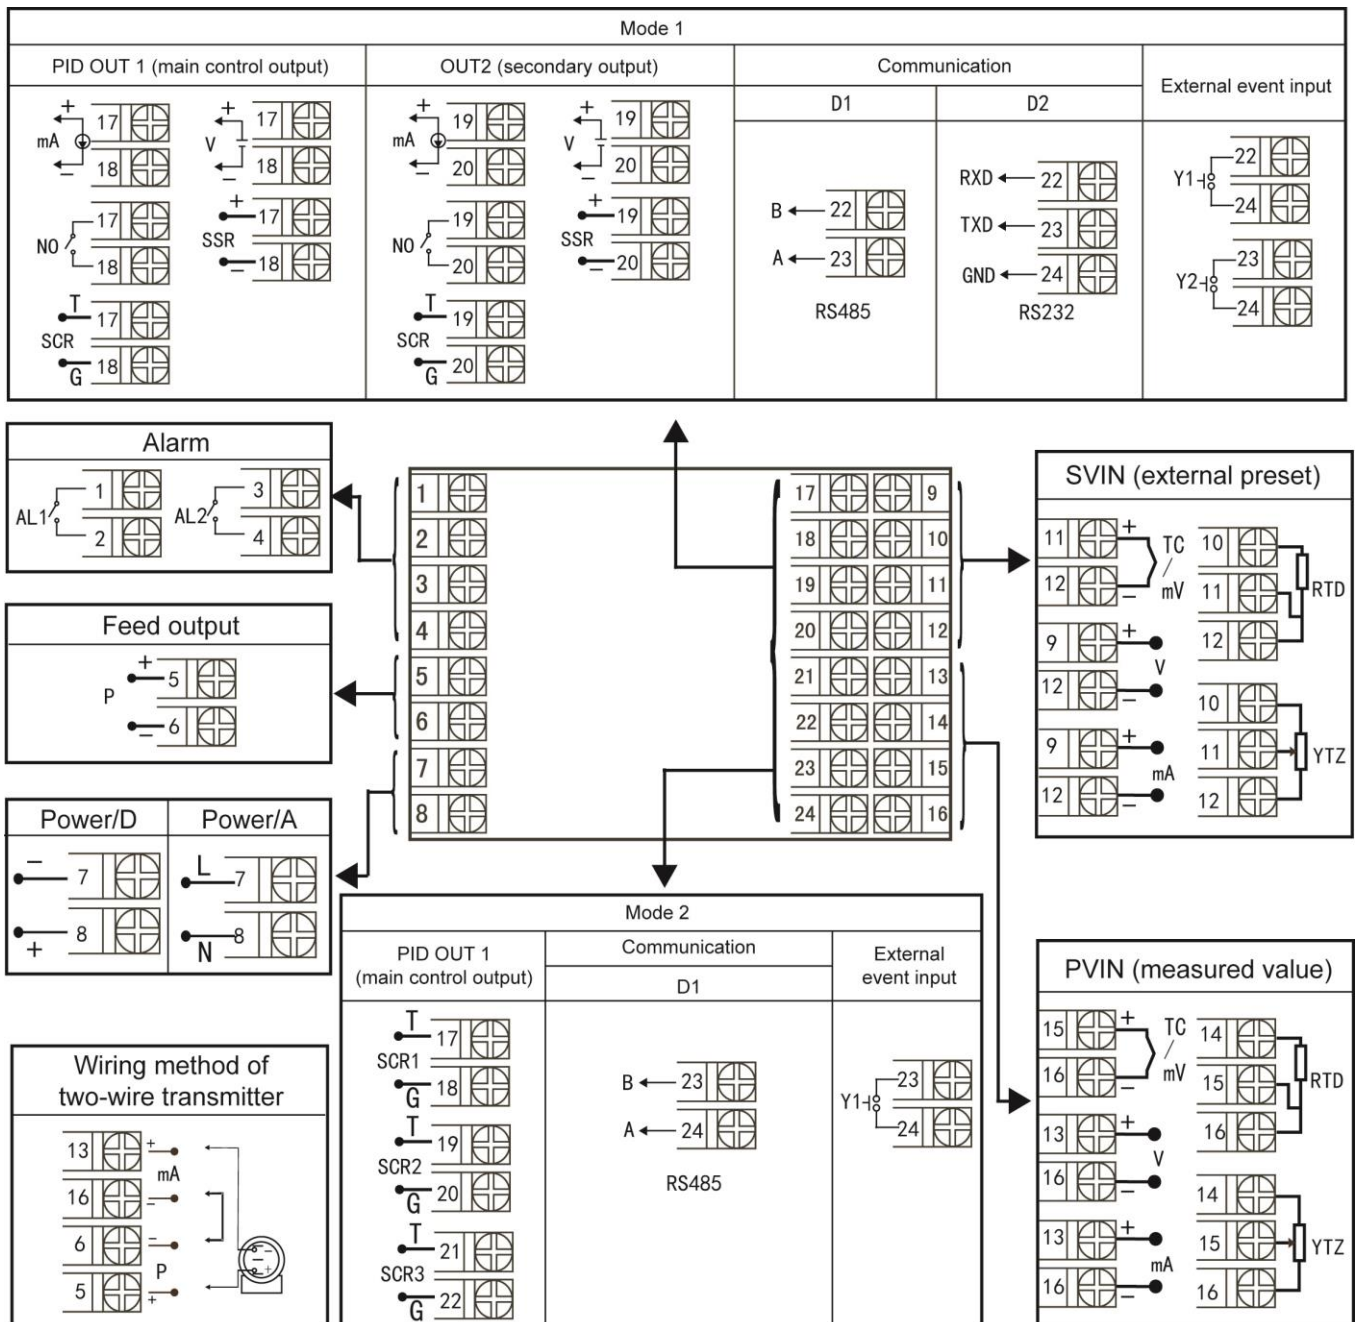 Mode 1
PID OUT 1 (main control output)
OUT2 (secondary output)
Communication
External event input
D1
D2
+
mA
−
17
18
+
V
−
17
18
NO
17
18
+
SSR
−
17
18
T
SCR
G
17
18
+
mA
−
19
20
+
V
−
19
20
NO
19
20
+
SSR
−
19
20
T
SCR
G
19
20
B 22
A 23
RS485
RXD 22
TXD 23
GND 24
RS232
Y1
22
24
Y2
23
24
Alarm
AL1
1
2
AL2
3
4
Feed output
P
+
5
−
6
Power/D
−
7
8
+
Power/A
L
7
8
N
1
2
3
4
5
6
7
8
17 9
18 10
19 11
20 12
21 13
22 14
23 15
24 16
SVIN (external preset)
11 +
12 −
TC
/
mV
10
11
12
RTD
9 +
V
12 −
9 +
mA
12 −
10
11
12
YTZ
Mode 2
PID OUT 1
(main control output)
Communication
D1
External
event input
T
17
SCR1
18
G
T
19
SCR2
20
G
T
21
SCR3
22
G
B 23
A 24
RS485
Y1
23
24
PVIN (measured value)
15 +
16 −
TC
/
mV
14
15
16
RTD
13 +
V
16 −
13 +
mA
16 −
14
15
16
YTZ
Wiring method of
two-wire transmitter
13 +
mA
16 −
6 −
P
5 +
−
−
+